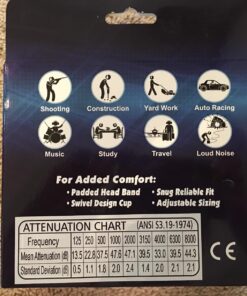 Shooting Construction Yard Work Auto Racing
Music Study Travel Loud Noise
For Added Comfort:
• Padded Head Band • Snug Reliable Fit
• Swivel Design Cup • Adjustable Sizing
ATTENUATION CHART (ANSI S3.19-1974)
Frequency 125 250 500 1000 2000 3150 4000 6300 8000
Mean Attenuation (dB) 13.5 22.8 37.5 47.6 47.1 39.5 33.0 39.5 44.3
Standard Deviation (dB) 0.5 1.1 1.8 2.0 2.4 1.4 2.0 2.1 2.1
CE